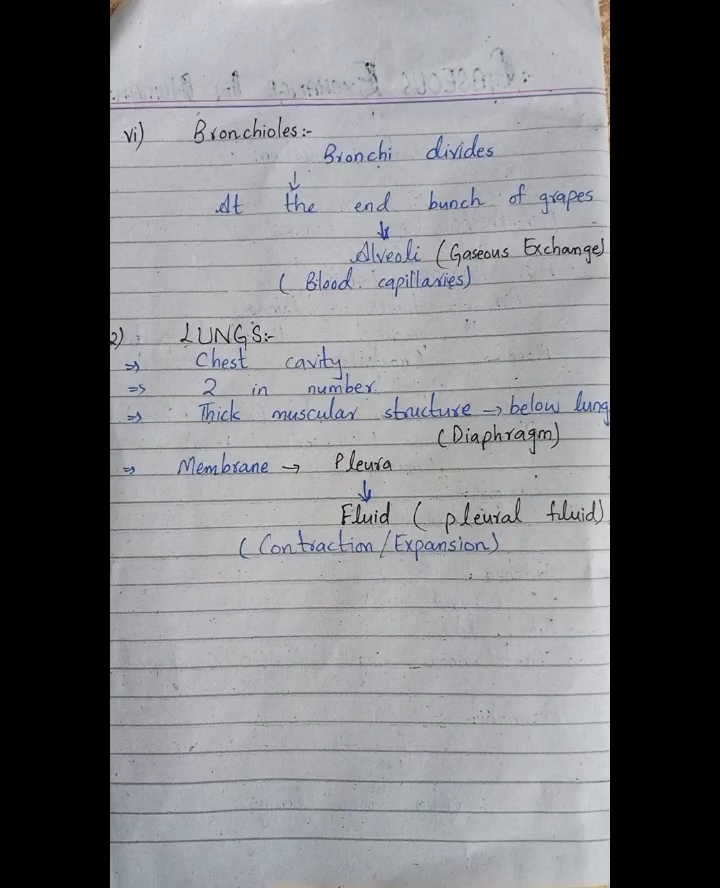 vi) Bronchioles:-
Bronchi divides
↓
At the end bunch of grapes
↓
Alveoli (Gaseous Exchange)
( Blood capillaries)
2) LUNGS:-
⇒ Chest cavity
⇒ 2 in number
⇒ Thick muscular structure → below lung
(Diaphragm)
⇒ Membrane → Pleura
↓
Fluid ( pleural fluid)
( Contraction / Expansion)